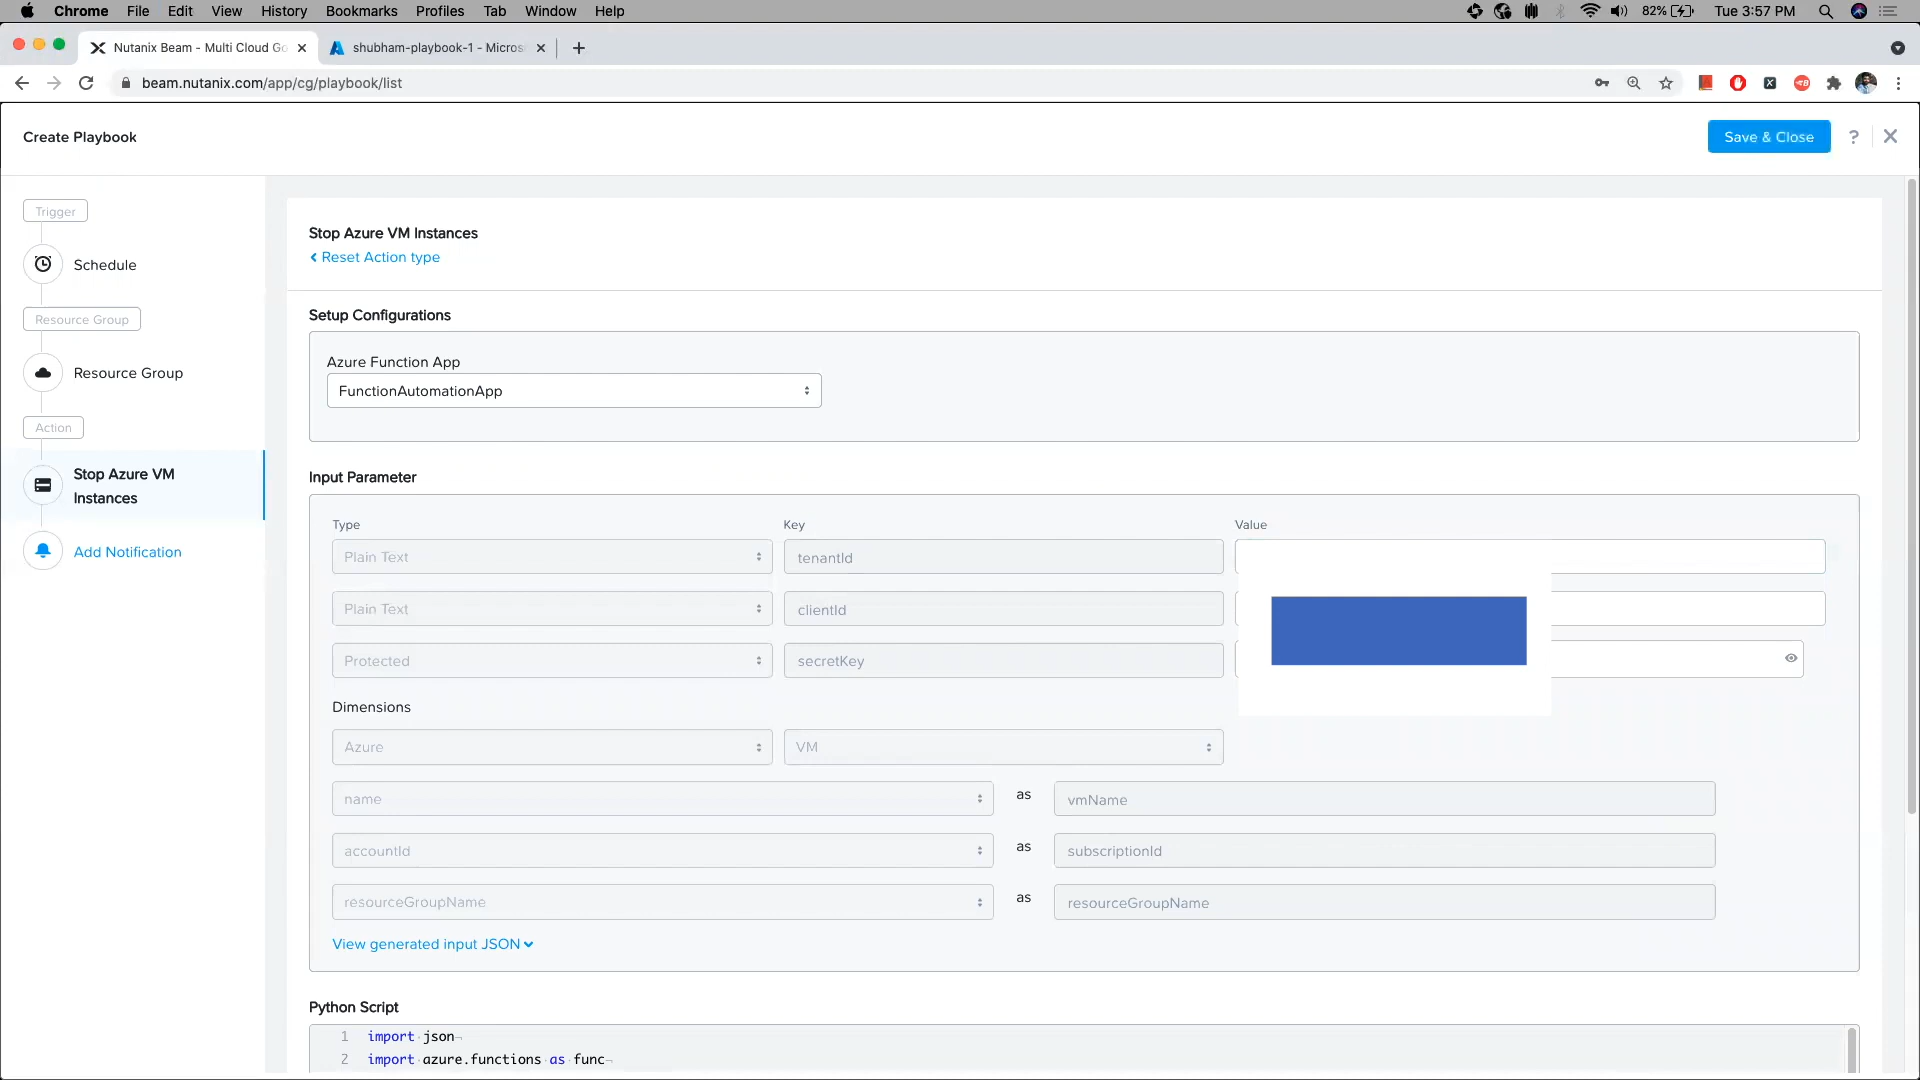 Chrome File Edit View History Bookmarks Profiles Tab Window Help 82% Tue 3:57 PM
Nutanix Beam - Multi Cloud Go shubham-playbook-1 - Micros
beam.nutanix.com/app/cg/playbook/list
Create Playbook
Save & Close ?
Trigger
Schedule
Resource Group
Resource Group
Action
Stop Azure VM
Instances
Add Notification
Stop Azure VM Instances
Reset Action type
Setup Configurations
Azure Function App
FunctionAutomationApp
Input Parameter
Type Key Value
Plain Text tenantId
Plain Text clientId
Protected secretKey
Dimensions
Azure VM
name as vmName
accountId as subscriptionId
resourceGroupName as resourceGroupName
View generated input JSON
Python Script
1 import json
2 import azure.functions as func